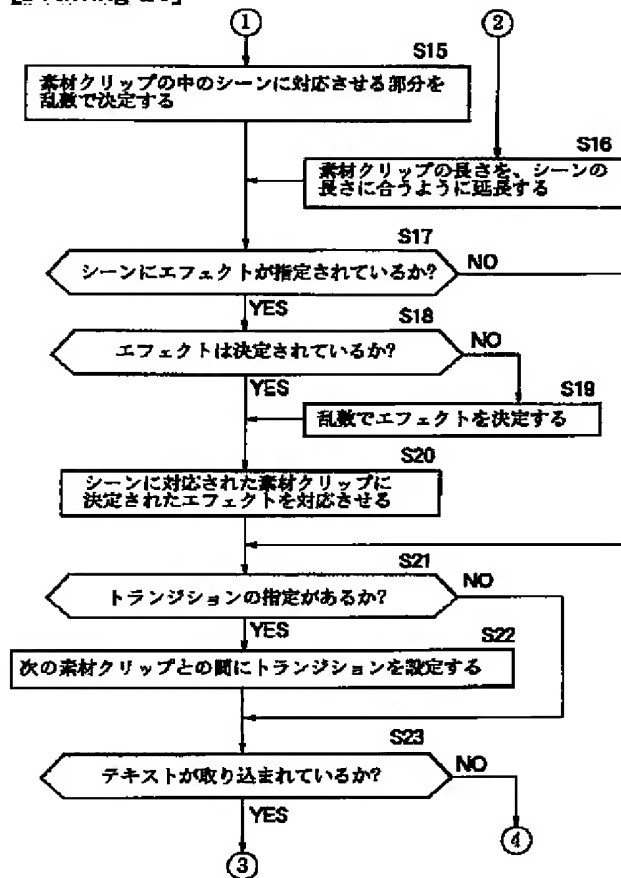 ①
②
S15
素材クリップの中のシーンに対応させる部分を
乱数で決定する
S16
素材クリップの長さを、シーンの
長さに合うように延長する
S17
シーンにエフェクトが指定されているか?
NO
YES
S18
エフェクトは決定されているか?
NO
YES
S19
乱数でエフェクトを決定する
S20
シーンに対応された素材クリップに
決定されたエフェクトを対応させる
S21
トランジションの指定があるか?
NO
YES
S22
次の素材クリップとの間にトランジションを設定する
S23
テキストが取り込まれているか?
NO
YES
④
③